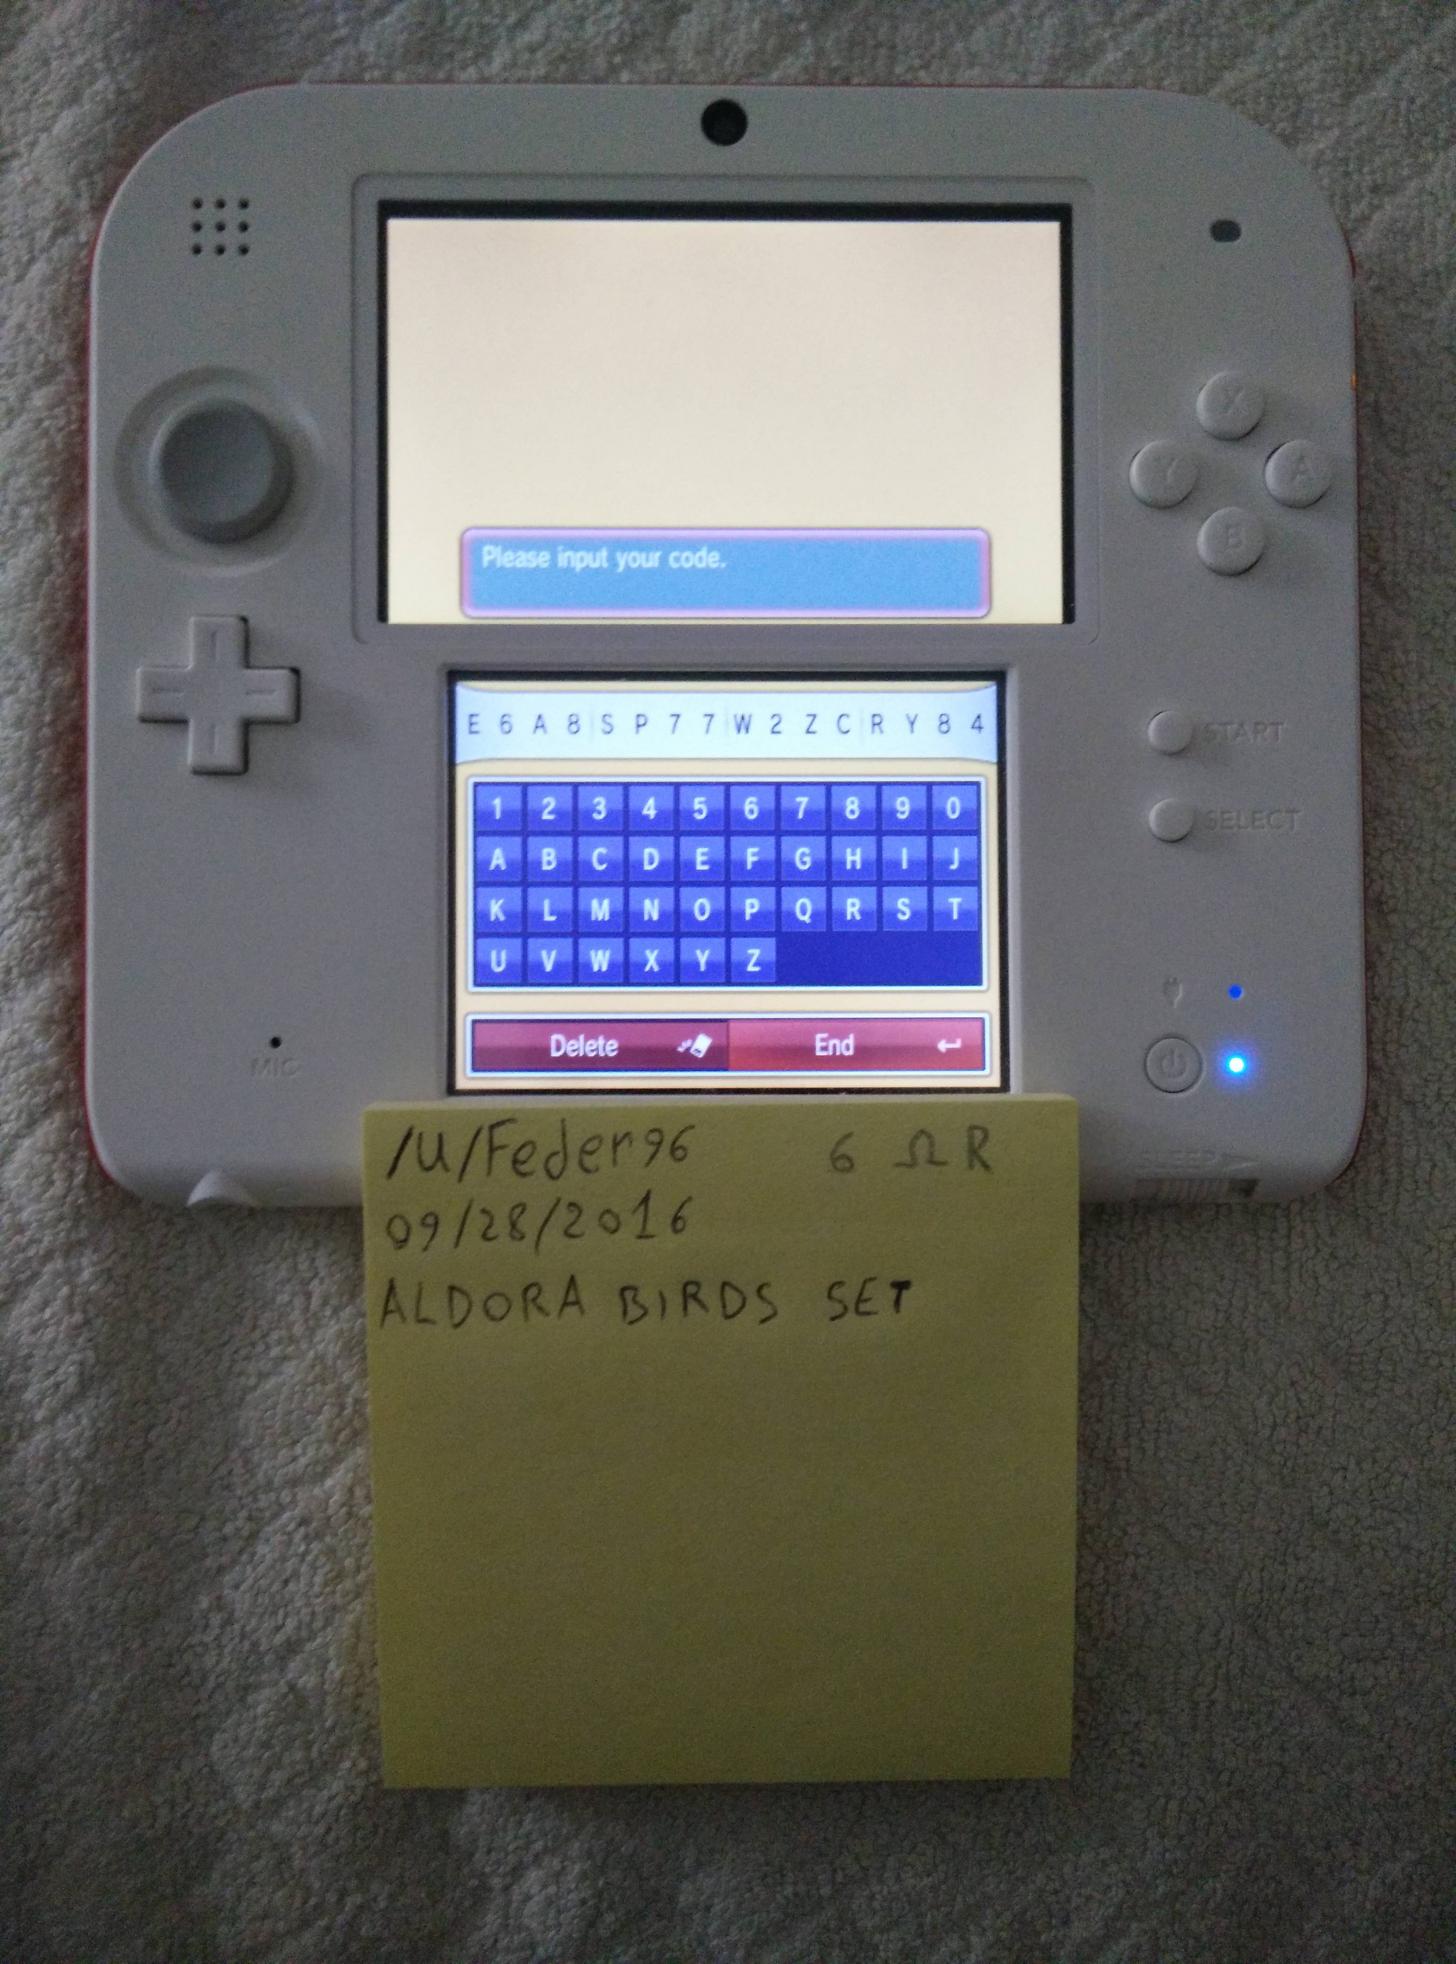 X
Y A
B
Please input your code.
E 6 A 8 S P 7 7 W 2 Z C R Y 8 4
START
SELECT
1 2 3 4 5 6 7 8 9 0
A B C D E F G H I J
K L M N O P Q R S T
U V W X Y Z
Delete End
MIC
SLEEP
/U/Feder96 6 Ω R
09/28/2016
ALDORA BIRDS SET